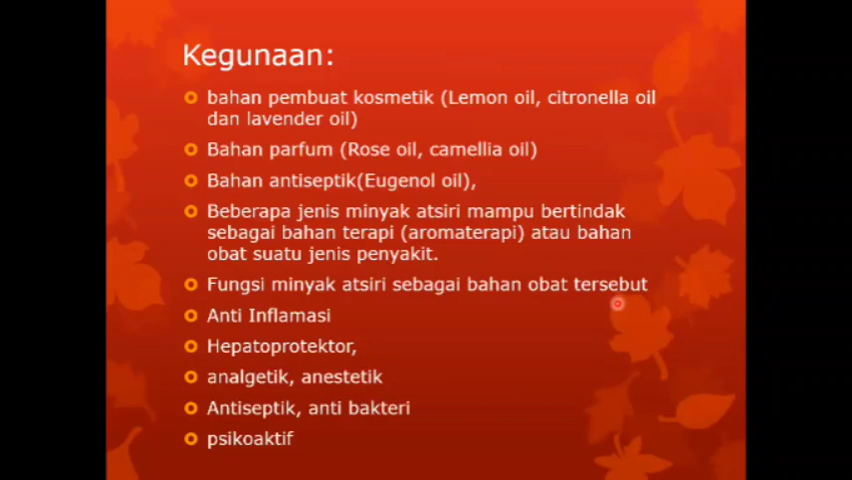 Kegunaan:
bahan pembuat kosmetik (Lemon oil, citronella oil
dan lavender oil)
Bahan parfum (Rose oil, camellia oil)
Bahan antiseptik(Eugenol oil),
Beberapa jenis minyak atsiri mampu bertindak
sebagai bahan terapi (aromaterapi) atau bahan
obat suatu jenis penyakit.
Fungsi minyak atsiri sebagai bahan obat tersebut
Anti Inflamasi
Hepatoprotektor,
analgetik, anestetik
Antiseptik, anti bakteri
psikoaktif